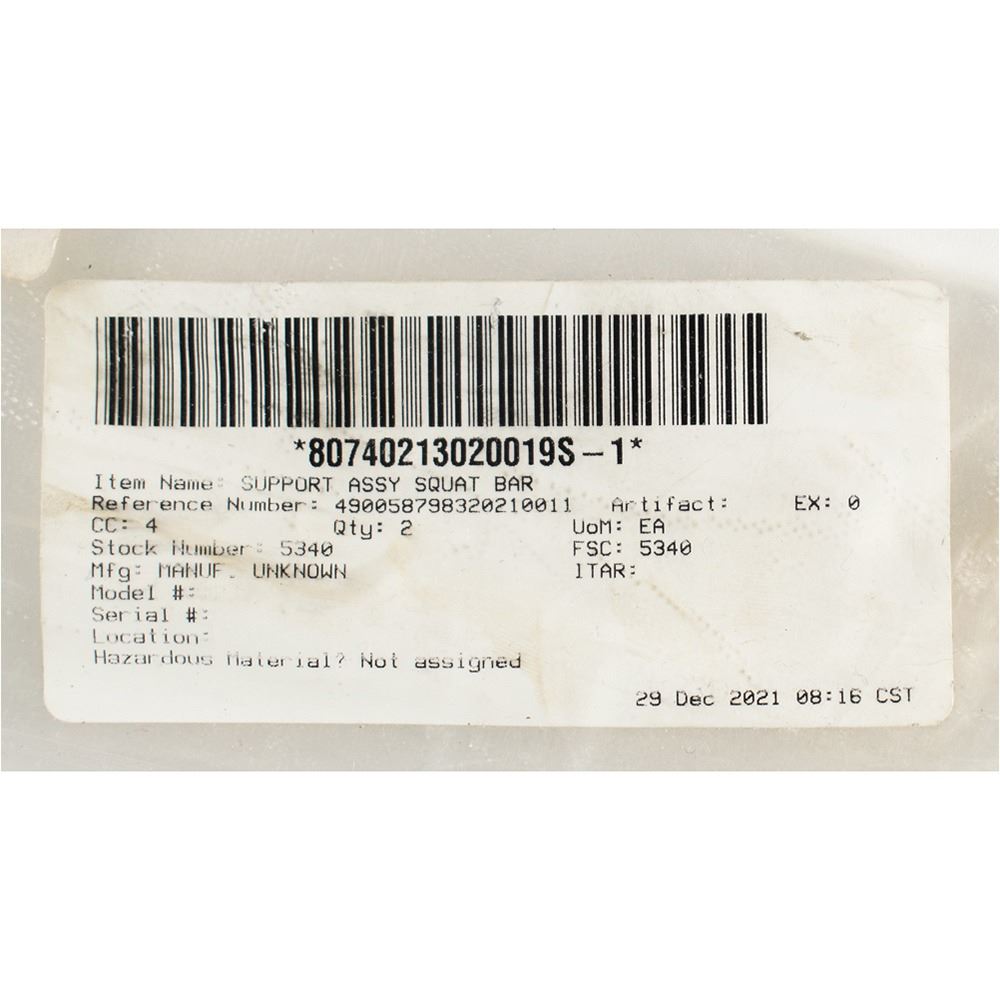 *80740213020019S-1*
Item Name: SUPPORT ASSY SQUAT BAR
Reference Number: 490058798320210011 Artifact: EX: 0
CC: 4 Qty: 2 UoM: EA
Stock Number: 5340 FSC: 5340
Mfg: MANUF. UNKNOWN ITAR:
Model #:
Serial #:
Location:
Hazardous Material? Not assigned
29 Dec 2021 08:16 CST